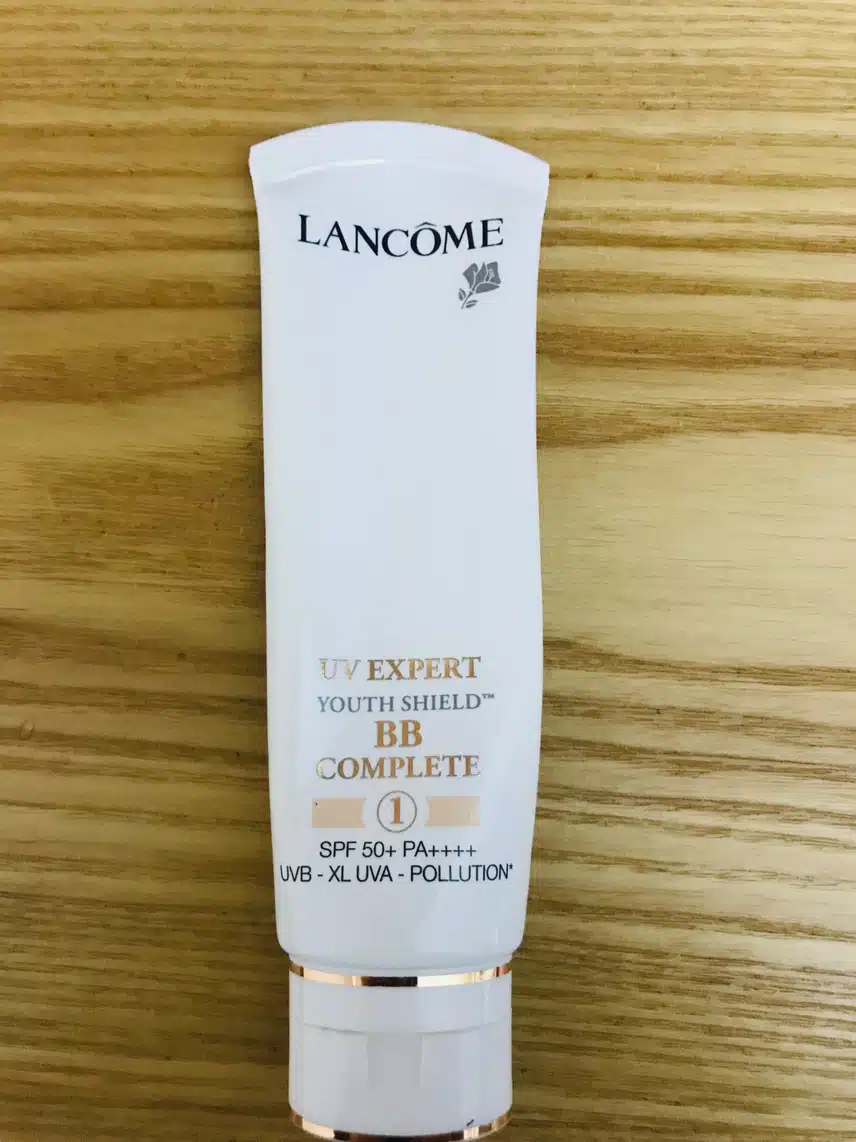 LANCÔME
UV EXPERT
YOUTH SHIELD™
BB
COMPLETE
1
SPF 50+ PA++++
UVB - XL UVA - POLLUTION*